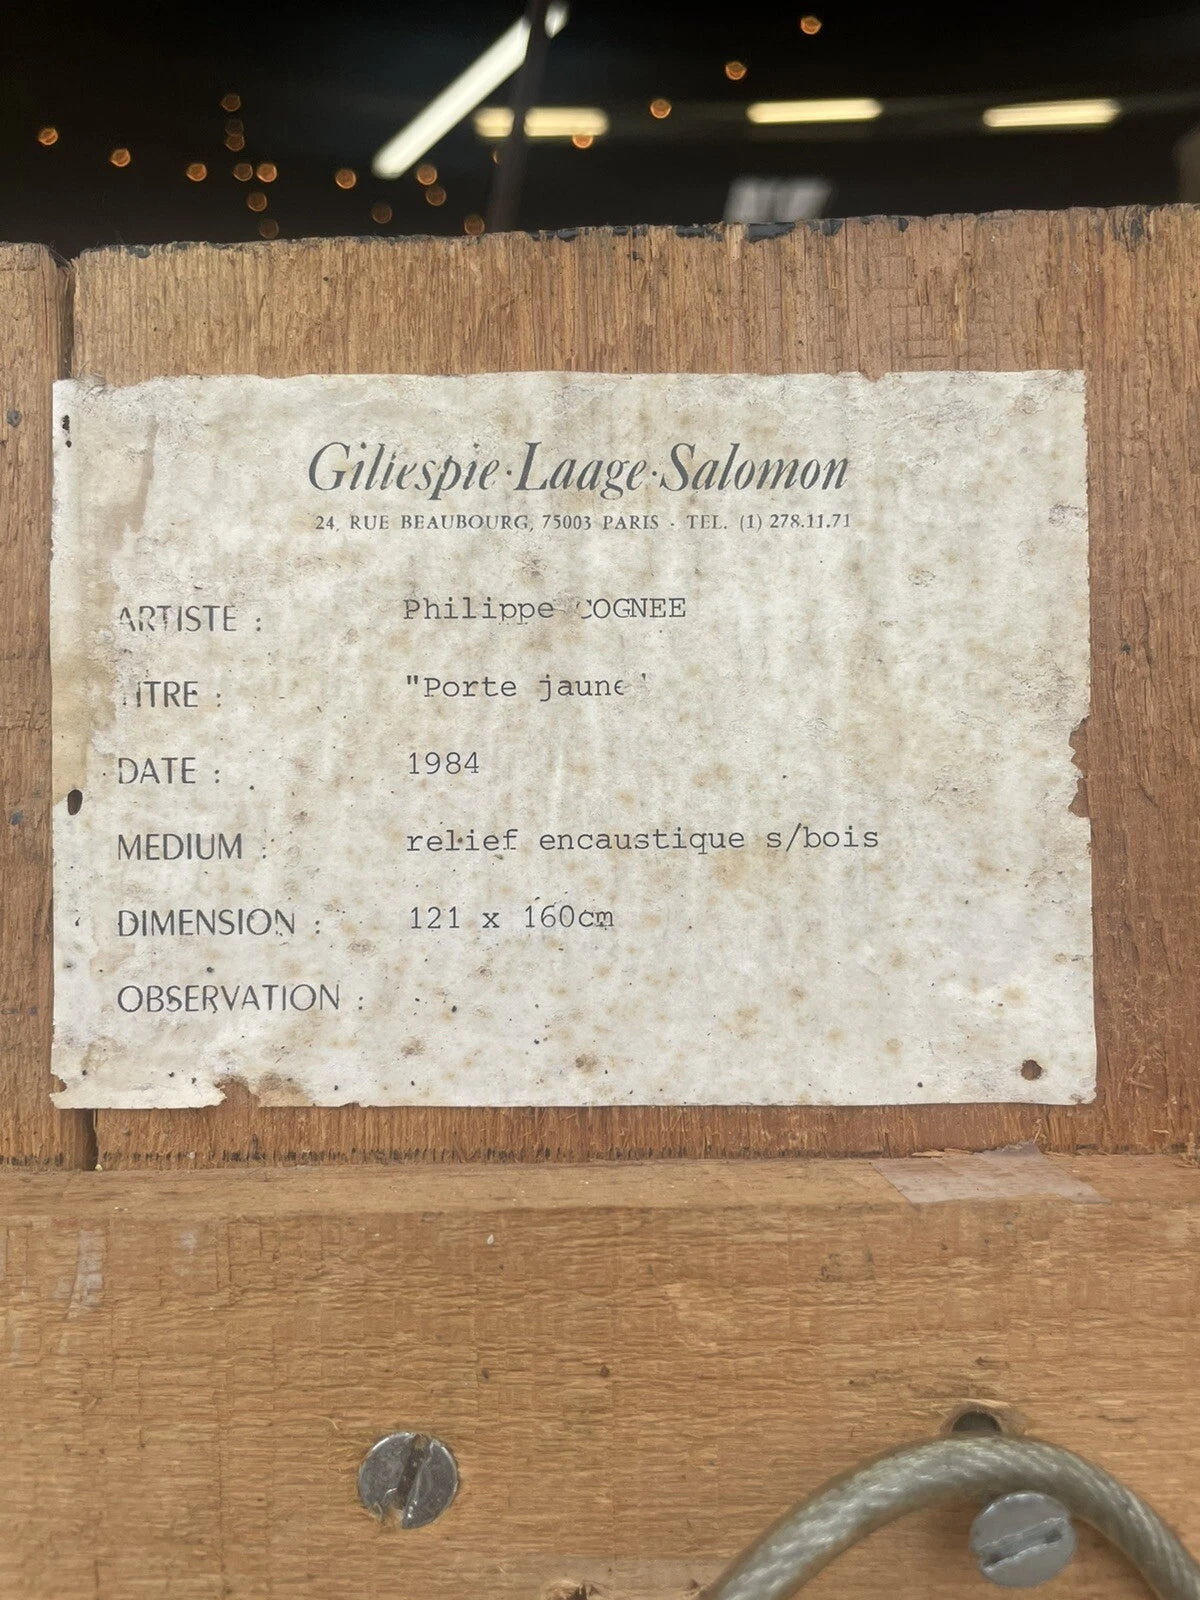 Gillespie·Laage·Salomon
24, RUE BEAUBOURG, 75003 PARIS - TEL. (1) 278.11.71
ARTISTE : Philippe COGNEE
TITRE : "Porte jaune"
DATE : 1984
MEDIUM : relief encaustique s/bois
DIMENSION : 121 x 160cm
OBSERVATION :